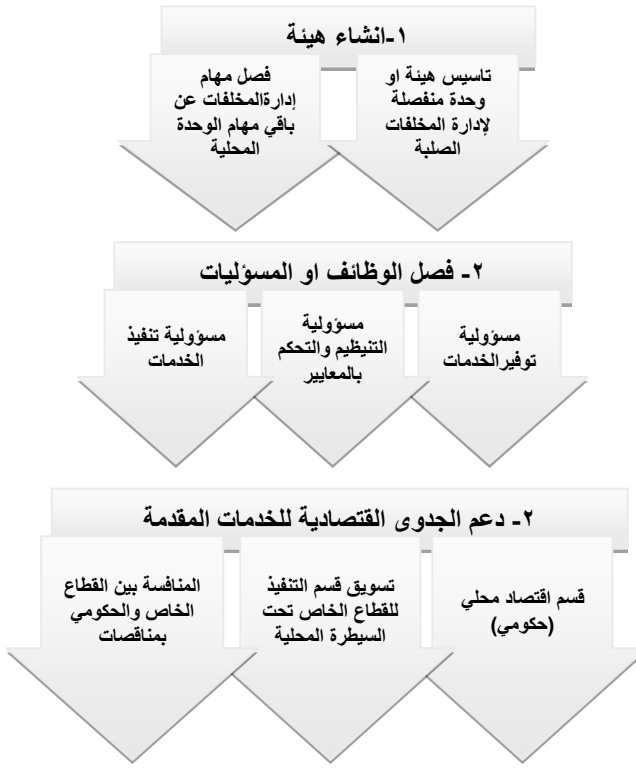 ١-انشاء هيئة
تاسيس هيئة او
وحدة منفصلة
لإدارة المخلفات
الصلبة
فصل مهام
إدارةالمخلفات عن
باقي مهام الوحدة
المحلية
٢- فصل الوظائف او المسؤليات
مسؤولية
توفيرالخدمات
مسؤولية
التنيظيم والتحكم
بالمعايير
مسؤولية تنفيذ
الخدمات
٢- دعم الجدوى القتصادية للخدمات المقدمة
قسم اقتصاد محلي
(حكومي)
تسويق قسم التنفيذ
للقطاع الخاص تحت
السيطرة المحلية
المنافسة بين القطاع
الخاص والحكومي
بمناقصات